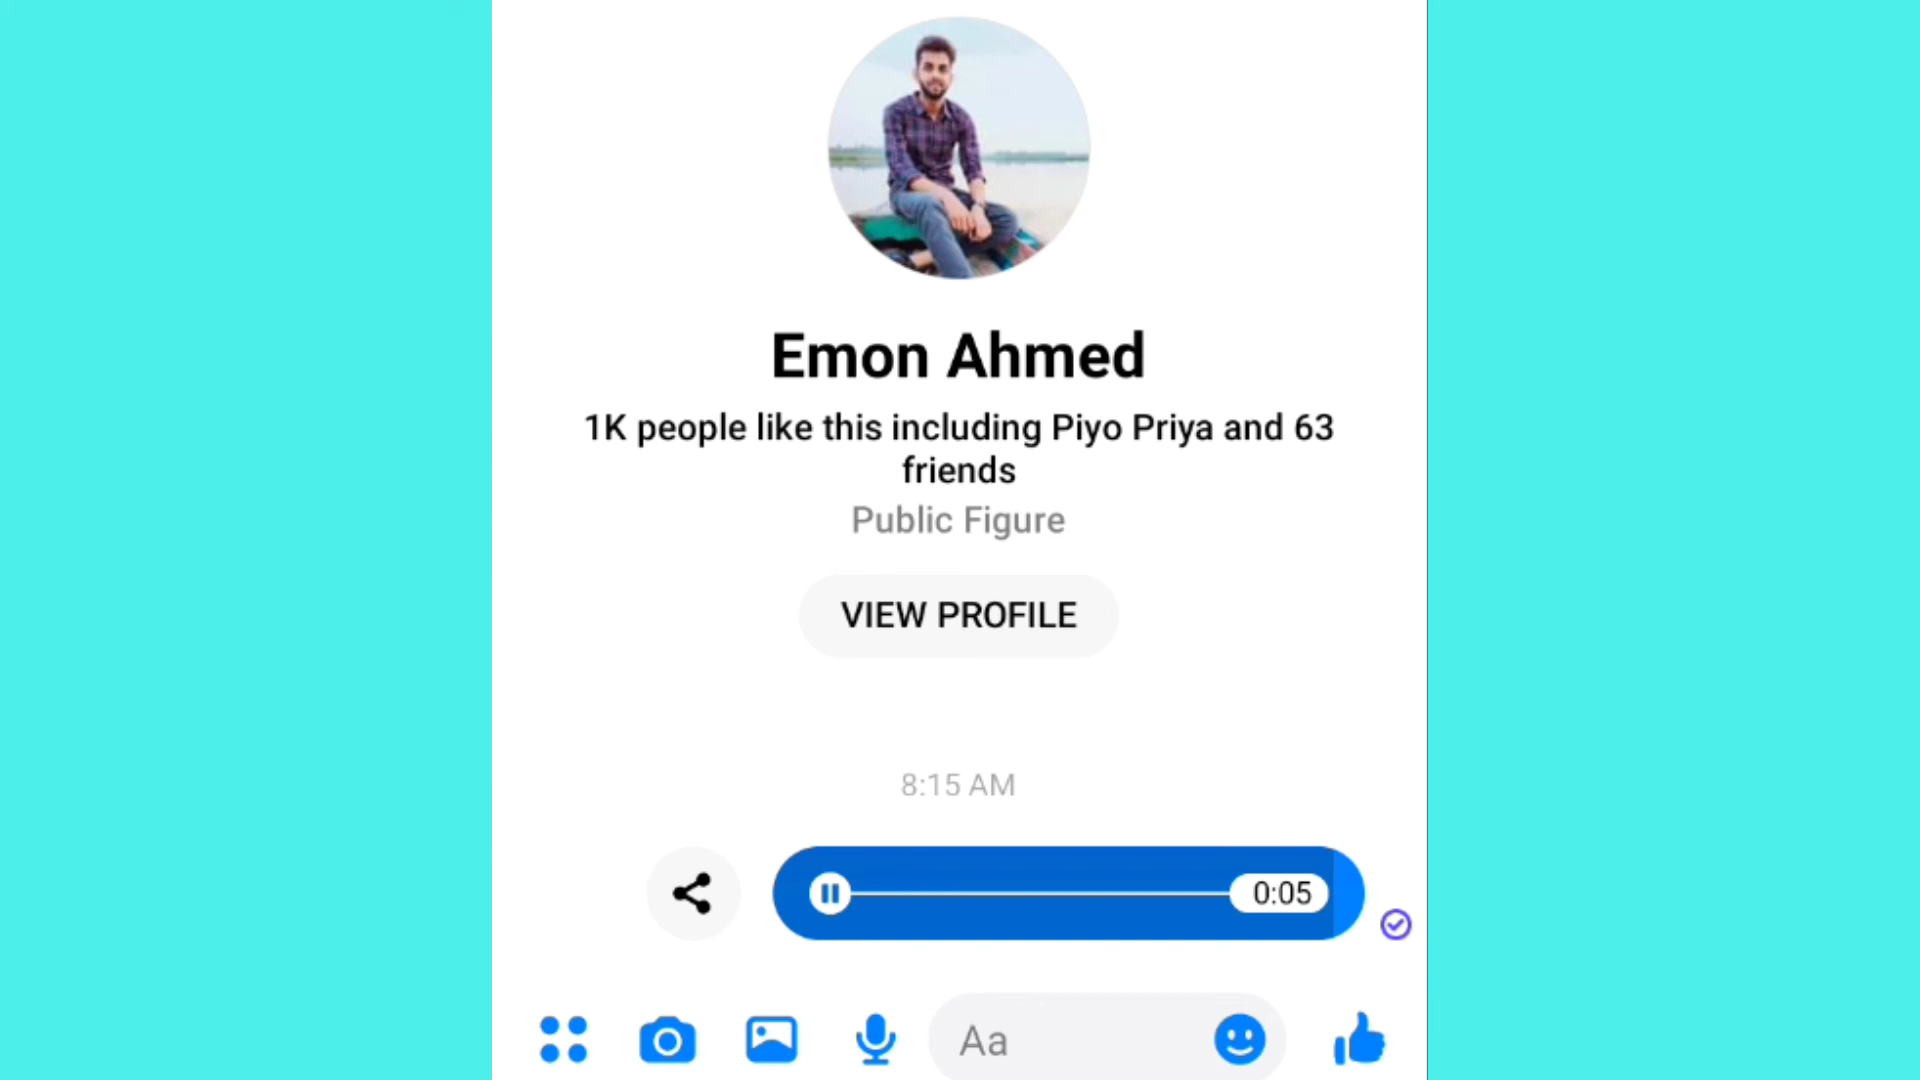 Emon Ahmed
1K people like this including Piyo Priya and 63
friends
Public Figure
VIEW PROFILE
8:15 AM
0:05
Aa